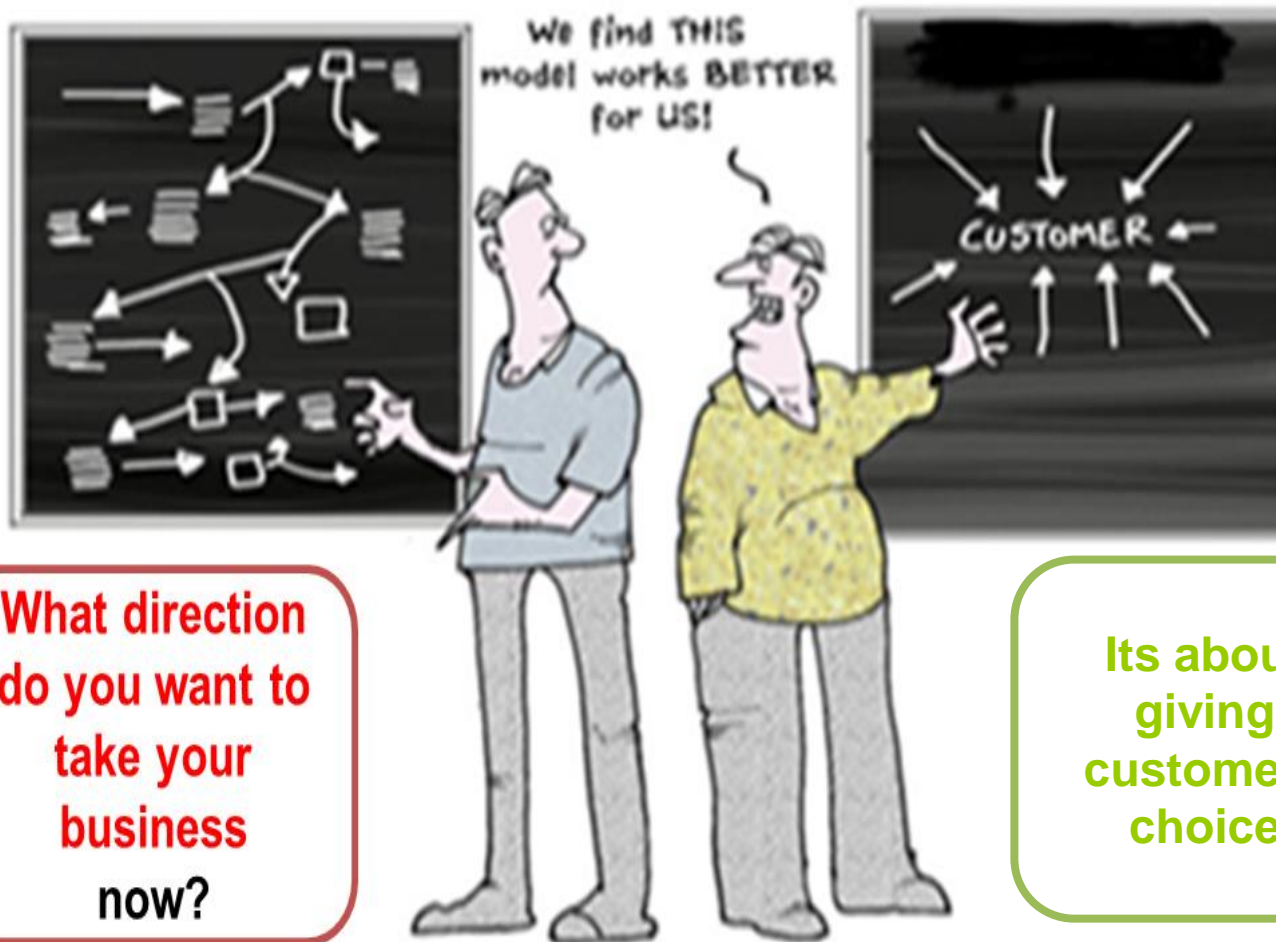 We find THIS
model works BETTER
for US!
CUSTOMER
What direction
do you want to
take your
business
now?
Its abou
giving
custome
choice